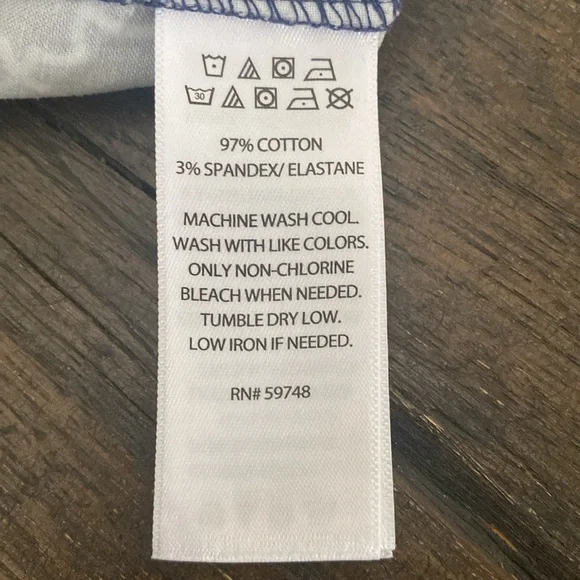 30
97% COTTON
3% SPANDEX/ ELASTANE
MACHINE WASH COOL.
WASH WITH LIKE COLORS.
ONLY NON-CHLORINE
BLEACH WHEN NEEDED.
TUMBLE DRY LOW.
LOW IRON IF NEEDED.
RN# 59748